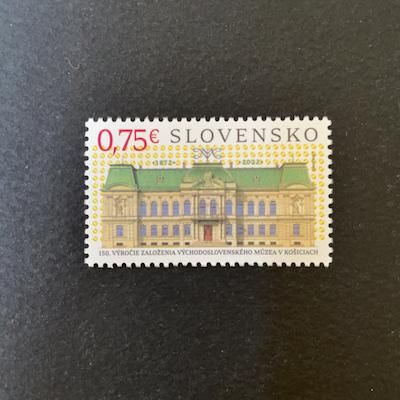 0,75€ SLOVENSKO
1872 2022
150. VÝROČIE ZALOŽENIA VÝCHODOSLOVENSKÉHO MÚZEA V KOŠICIACH